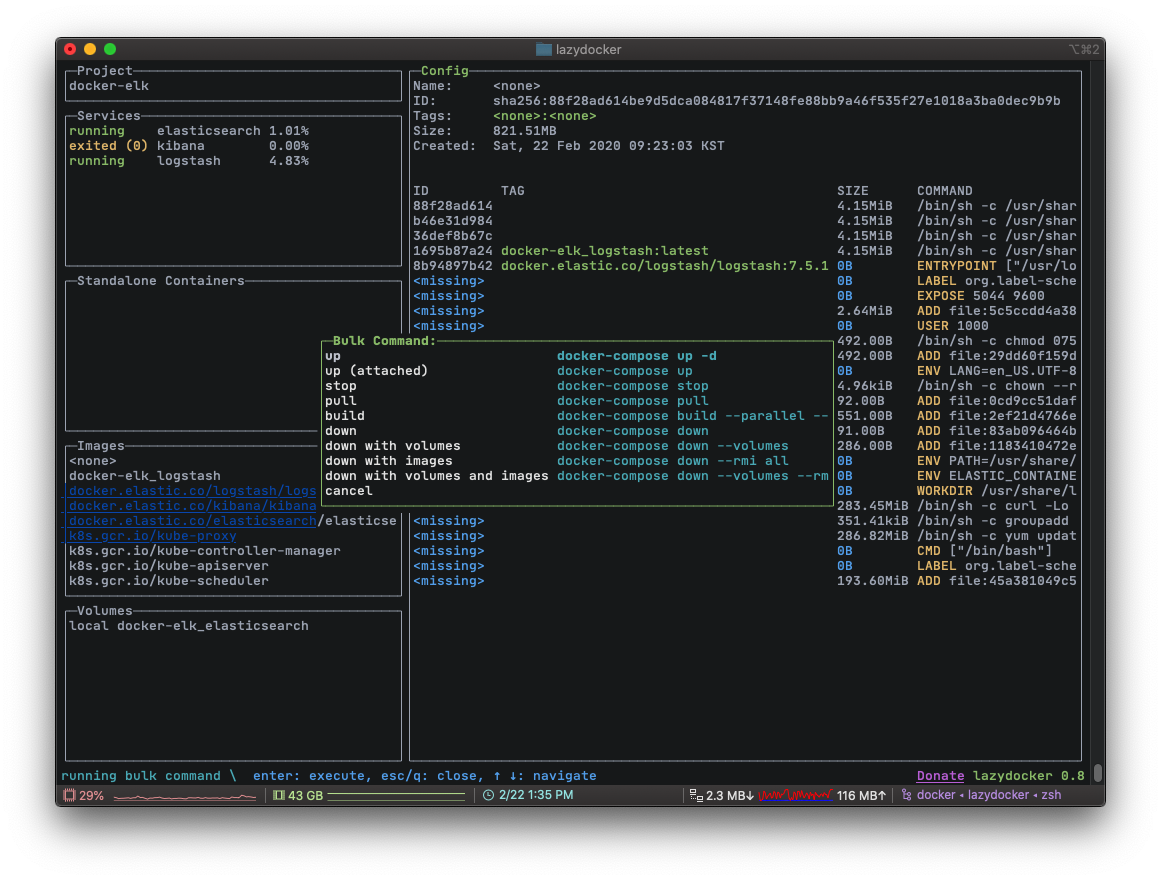 lazydocker
⌥⌘2
Project
docker-elk
Services
running elasticsearch 1.01%
exited (0) kibana 0.00%
running logstash 4.83%
Standalone Containers
Images
<none>
docker-elk_logstash
docker.elastic.co/logstash/logs
docker.elastic.co/kibana/kibana
docker.elastic.co/elasticsearch/elasticse
k8s.gcr.io/kube-proxy
k8s.gcr.io/kube-controller-manager
k8s.gcr.io/kube-apiserver
k8s.gcr.io/kube-scheduler
Volumes
local docker-elk_elasticsearch
Config
Name: <none>
ID: sha256:88f28ad614be9d5dca084817f37148fe88bb9a46f535f27e1018a3ba0dec9b9b
Tags: <none>:<none>
Size: 821.51MB
Created: Sat, 22 Feb 2020 09:23:03 KST
ID TAG SIZE COMMAND
88f28ad614 4.15MiB /bin/sh -c /usr/shar
b46e31d984 4.15MiB /bin/sh -c /usr/shar
36def8b67c 4.15MiB /bin/sh -c /usr/shar
1695b87a24 docker-elk_logstash:latest 4.15MiB /bin/sh -c /usr/shar
8b94897b42 docker.elastic.co/logstash/logstash:7.5.1 0B ENTRYPOINT ["/usr/lo
<missing> 0B LABEL org.label-sche
<missing> 0B EXPOSE 5044 9600
<missing> 2.64MiB ADD file:5c5ccdd4a38
<missing> 0B USER 1000
492.00B /bin/sh -c chmod 075
492.00B ADD file:29dd60f159d
0B ENV LANG=en_US.UTF-8
4.96kiB /bin/sh -c chown --r
92.00B ADD file:0cd9cc51daf
551.00B ADD file:2ef21d4766e
91.00B ADD file:83ab096464b
286.00B ADD file:1183410472e
0B ENV PATH=/usr/share/
0B ENV ELASTIC_CONTAINE
0B WORKDIR /usr/share/l
283.45MiB /bin/sh -c curl -Lo
<missing> 351.41kiB /bin/sh -c groupadd
<missing> 286.82MiB /bin/sh -c yum updat
<missing> 0B CMD ["/bin/bash"]
<missing> 0B LABEL org.label-sche
<missing> 193.60MiB ADD file:45a381049c5
Bulk Command:
up docker-compose up -d
up (attached) docker-compose up
stop docker-compose stop
pull docker-compose pull
build docker-compose build --parallel --
down docker-compose down
down with volumes docker-compose down --volumes
down with images docker-compose down --rmi all
down with volumes and images docker-compose down --volumes --rm
cancel
running bulk command \ enter: execute, esc/q: close, ↑ ↓: navigate
Donate lazydocker 0.8
29% 43 GB 2/22 1:35 PM 2.3 MB↓ 116 MB↑ docker ◂ lazydocker ◂ zsh